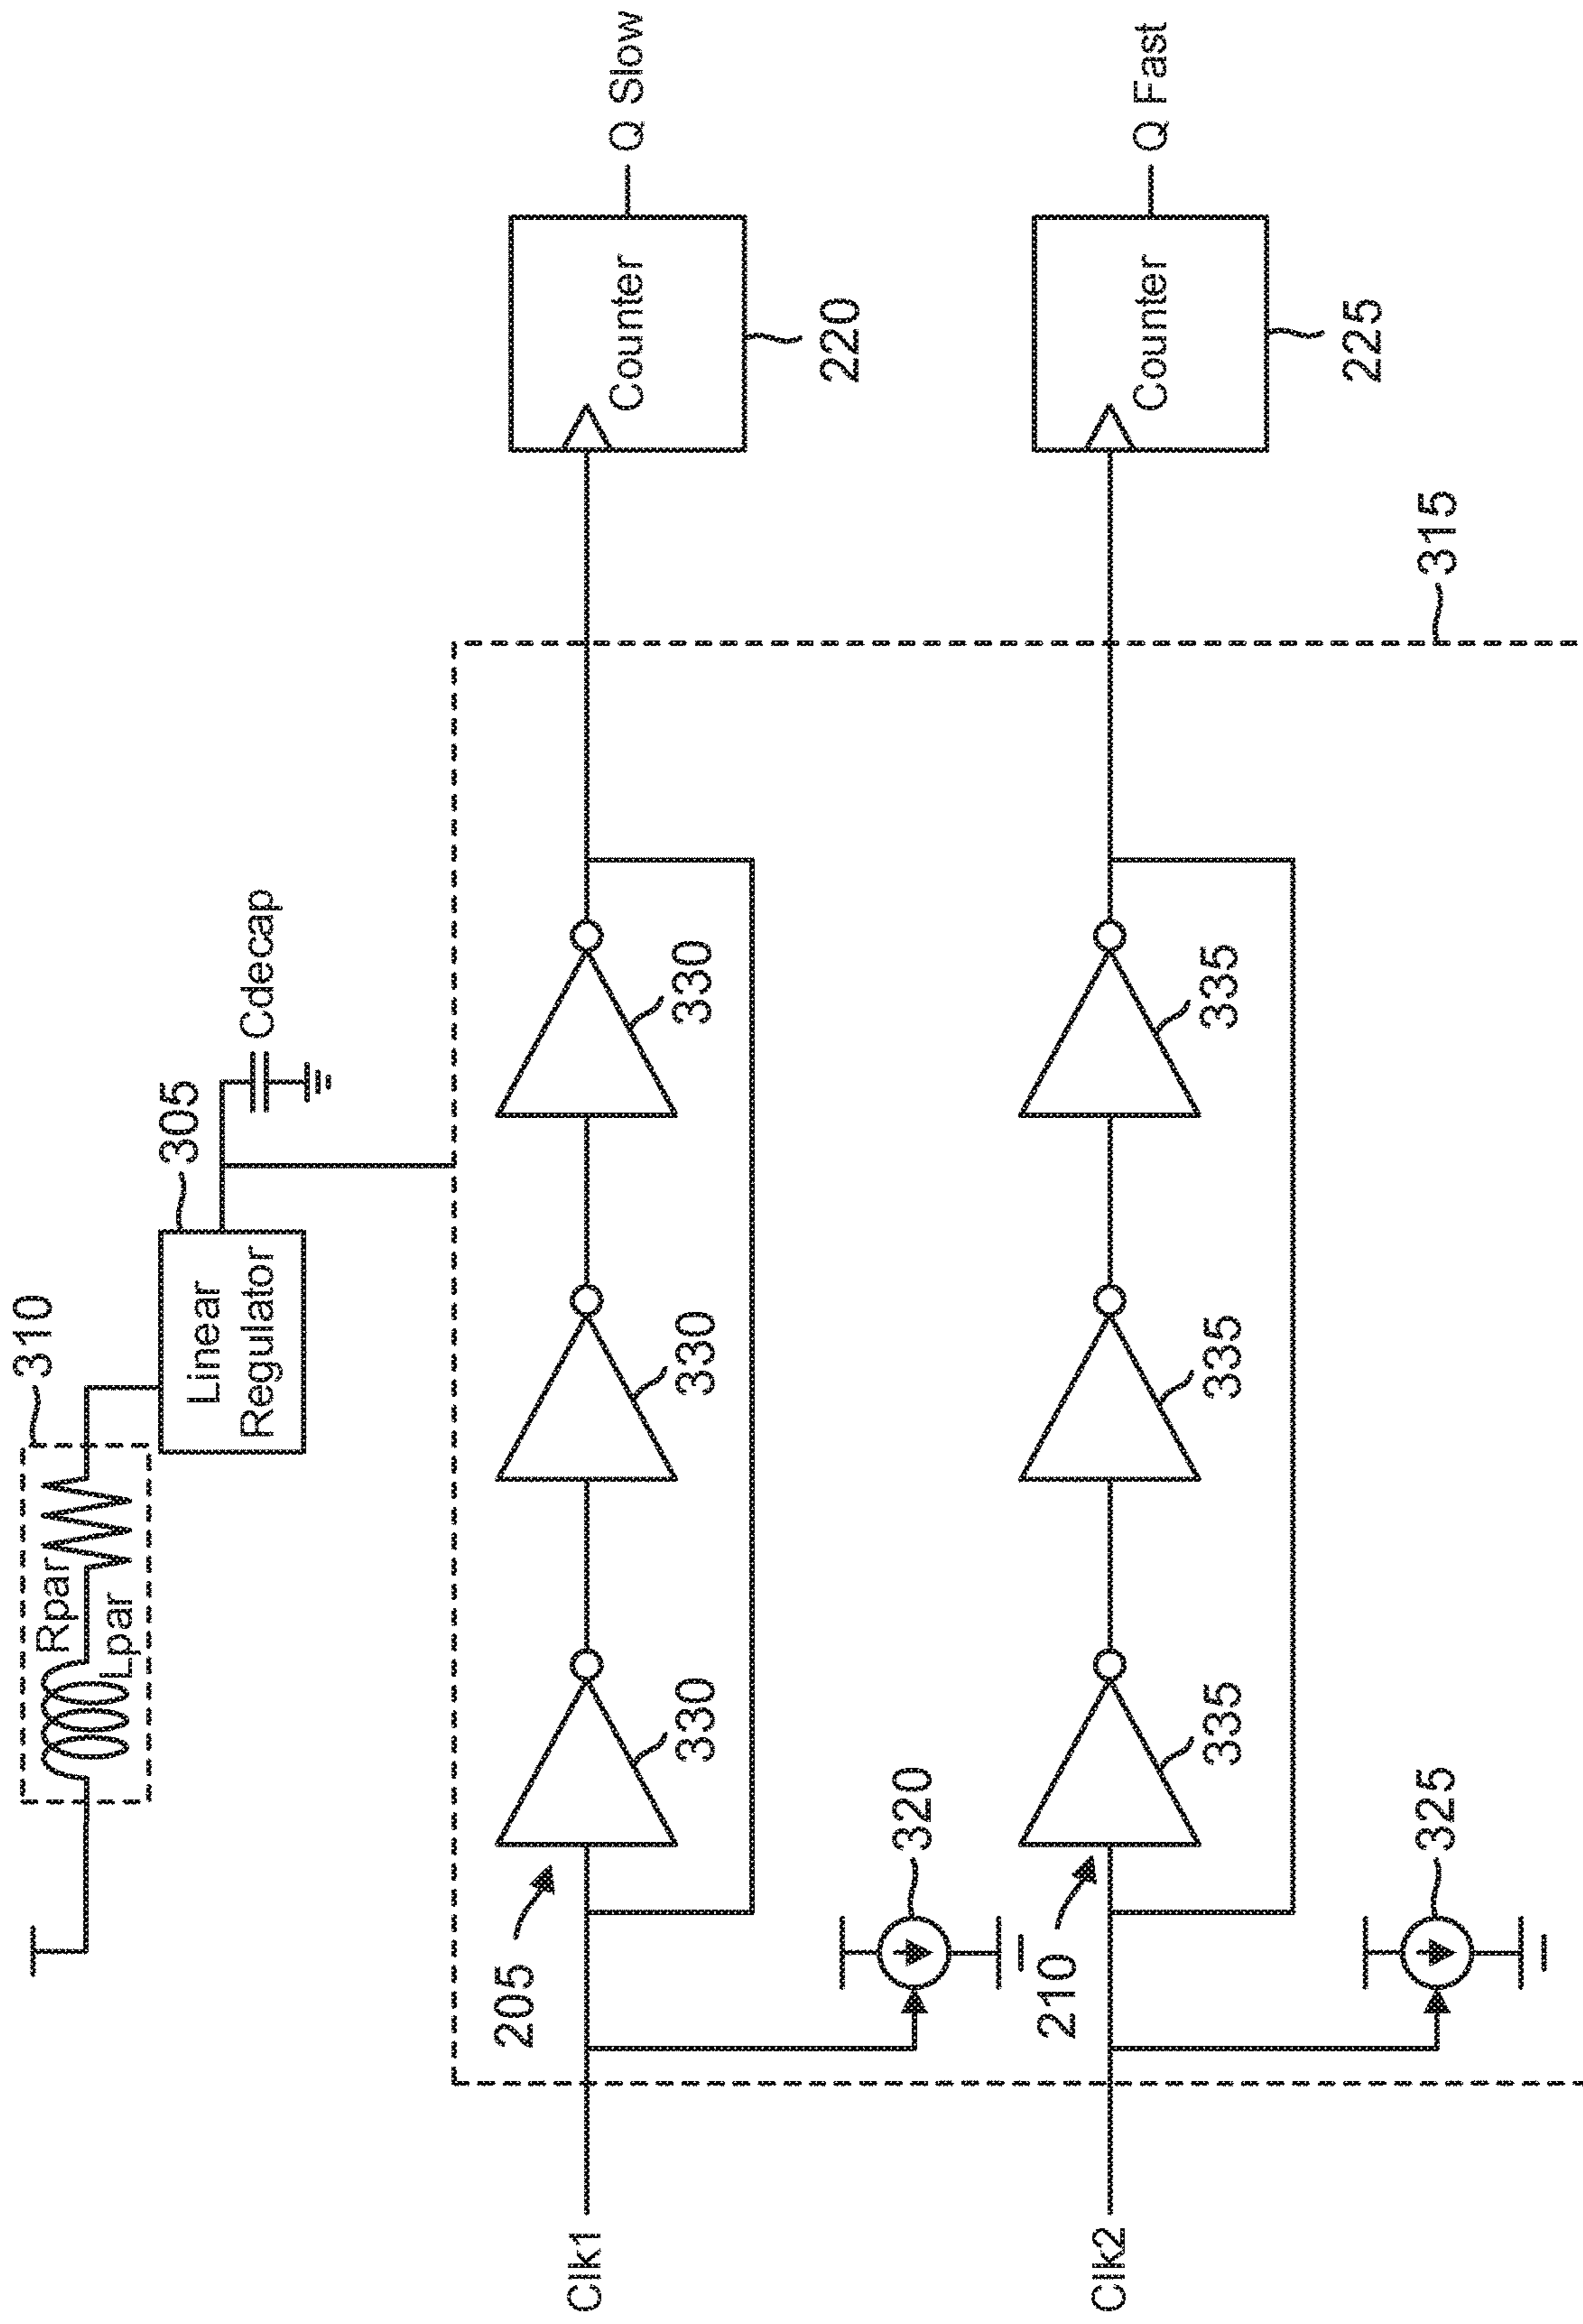 310
Rpar
Lpar
305
Linear
Regulator
Cdecap
Clk1
205
330
330
330
320
Counter
220
Q Slow
Clk2
210
335
335
335
325
315
Counter
225
Q Fast